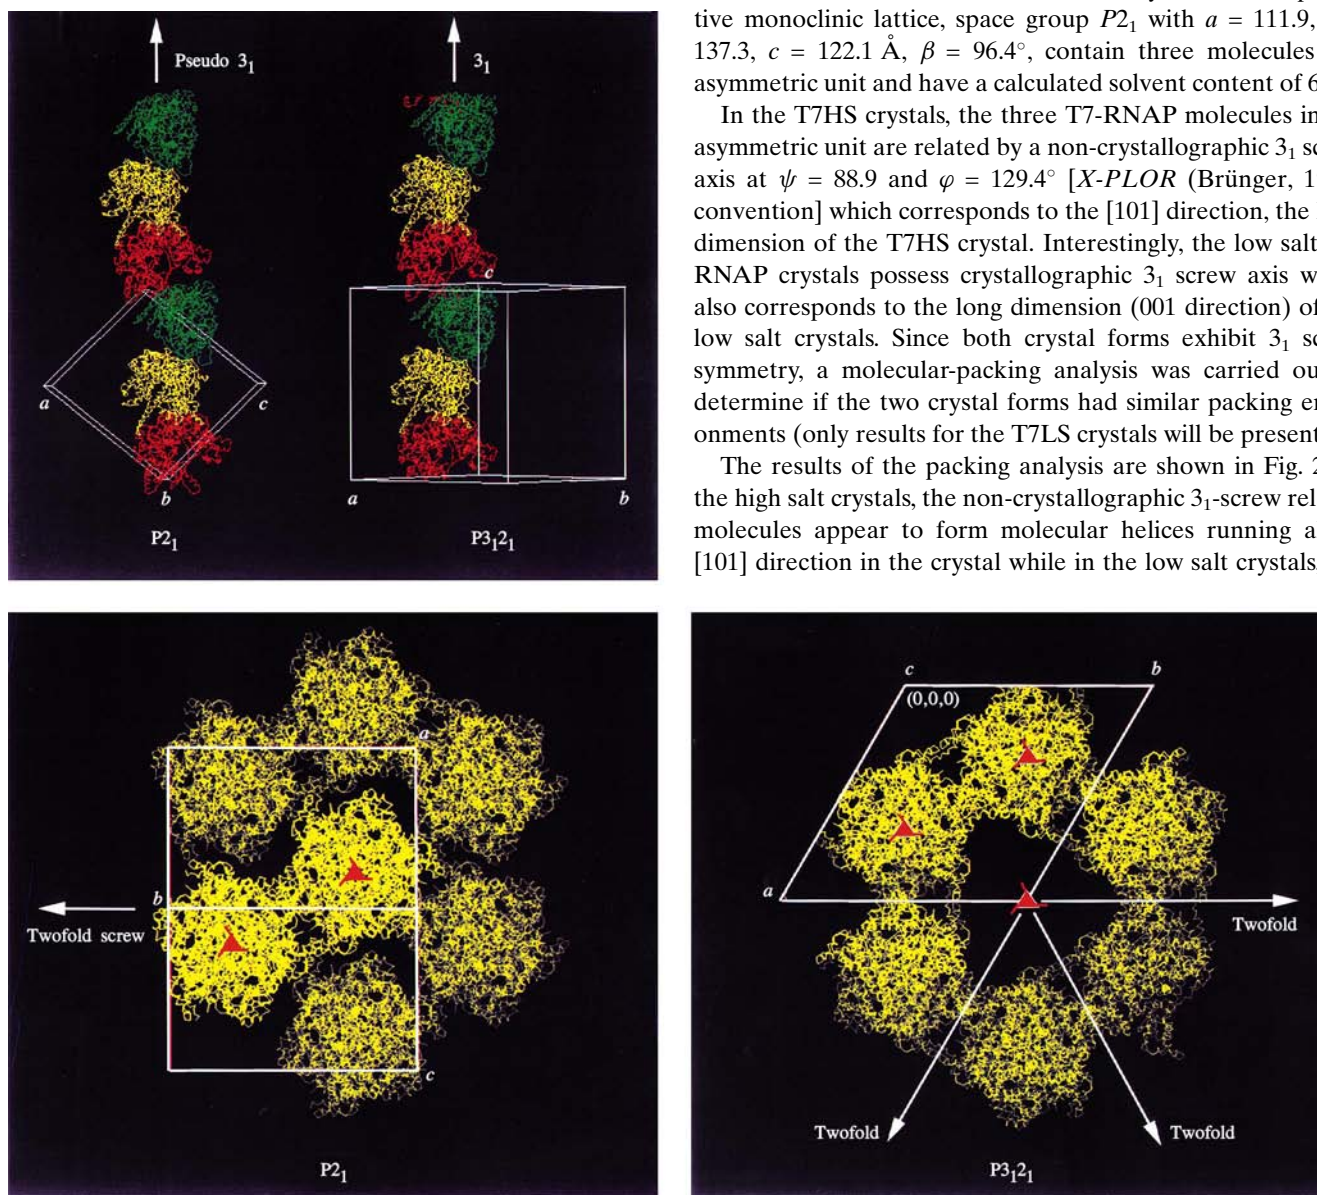 Pseudo 3₁
3₁
c
a
c
b
a
b
P2₁
P3₁2₁
tive monoclinic lattice, space group P2₁ with a = 111.9,
137.3, c = 122.1 Å, β = 96.4°, contain three molecules
asymmetric unit and have a calculated solvent content of 6
In the T7HS crystals, the three T7-RNAP molecules in
asymmetric unit are related by a non-crystallographic 3₁ sc
axis at ψ = 88.9 and φ = 129.4° [X-PLOR (Brünger, 1
convention] which corresponds to the [101] direction, the
dimension of the T7HS crystal. Interestingly, the low salt
RNAP crystals possess crystallographic 3₁ screw axis w
also corresponds to the long dimension (001 direction) of
low salt crystals. Since both crystal forms exhibit 3₁ sc
symmetry, a molecular-packing analysis was carried ou
determine if the two crystal forms had similar packing en
onments (only results for the T7LS crystals will be present
The results of the packing analysis are shown in Fig. 2
the high salt crystals, the non-crystallographic 3₁-screw rel
molecules appear to form molecular helices running a
[101] direction in the crystal while in the low salt crystals
a
b
Twofold screw
c
P2₁
c
b
(0,0,0)
a
Twofold
Twofold
Twofold
P3₁2₁